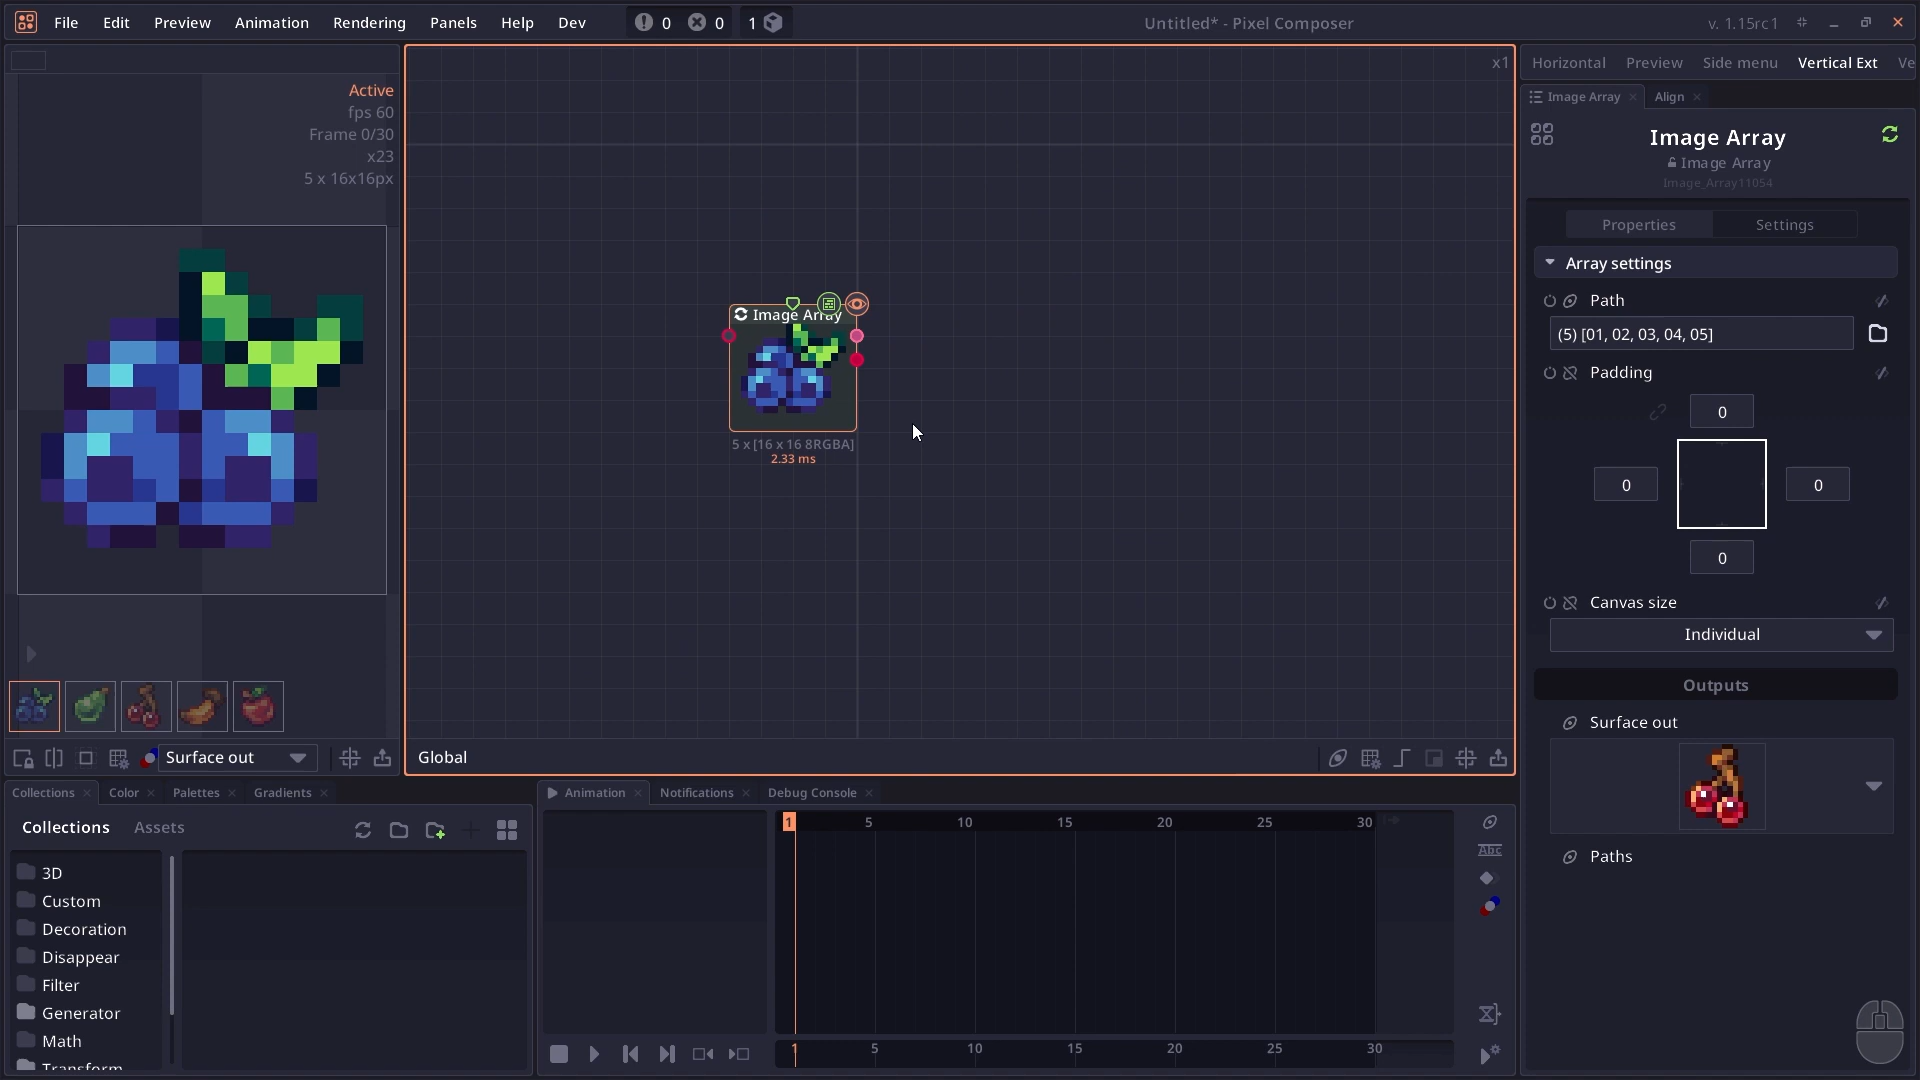 File Edit Preview Animation Rendering Panels Help Dev 0 0 1 Untitled* - Pixel Composer v. 1.15rc1
Active
fps 60
Frame 0/30
x23
5 x 16x16px
Surface out
x1
Image Array
5 x [16 x 16 8RGBA]
2.33 ms
Global
Horizontal Preview Side menu Vertical Ext Ve
Image Array Align
Image Array
Image Array
Image_Array11054
Properties Settings
Array settings
Path
(5) [01, 02, 03, 04, 05]
Padding
0
0 0
0
Canvas size
Individual
Outputs
Surface out
Paths
Collections Color Palettes Gradients
Collections Assets
3D
Custom
Decoration
Disappear
Filter
Generator
Math
Transform
Animation Notifications Debug Console
1 5 10 15 20 25 30
Abc
1 5 10 15 20 25 30